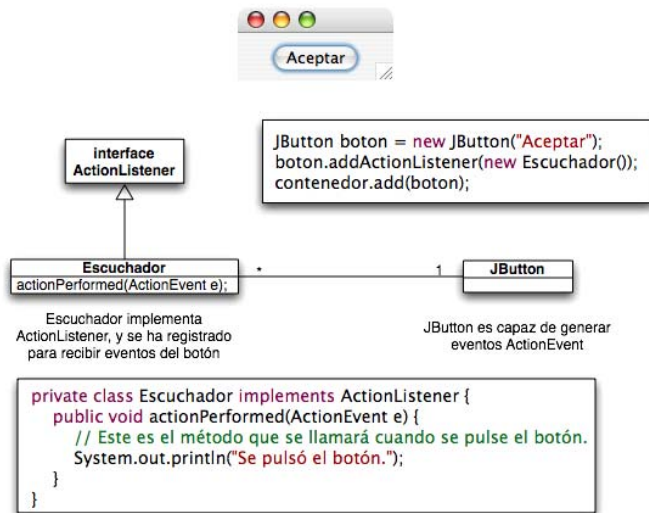 Aceptar
JButton boton = new JButton("Aceptar");
boton.addActionListener(new Escuchador());
contenedor.add(boton);
interface
ActionListener
Escuchador
actionPerformed(ActionEvent e);
*
1
JButton
Escuchador implementa
ActionListener, y se ha registrado
para recibir eventos del botón
JButton es capaz de generar
eventos ActionEvent
private class Escuchador implements ActionListener {
public void actionPerformed(ActionEvent e) {
// Este es el método que se llamará cuando se pulse el botón.
System.out.println("Se pulsó el botón.");
}
}